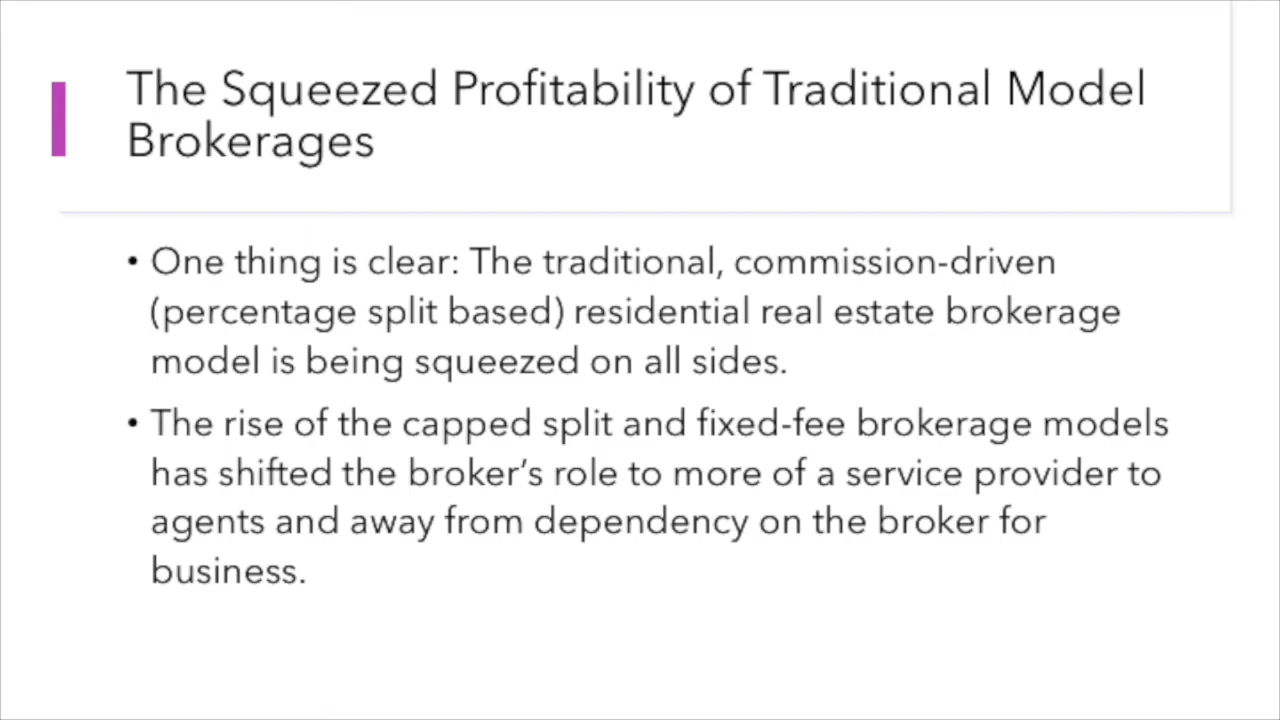 The Squeezed Profitability of Traditional Model
Brokerages
• One thing is clear: The traditional, commission-driven
(percentage split based) residential real estate brokerage
model is being squeezed on all sides.
• The rise of the capped split and fixed-fee brokerage models
has shifted the broker’s role to more of a service provider to
agents and away from dependency on the broker for
business.